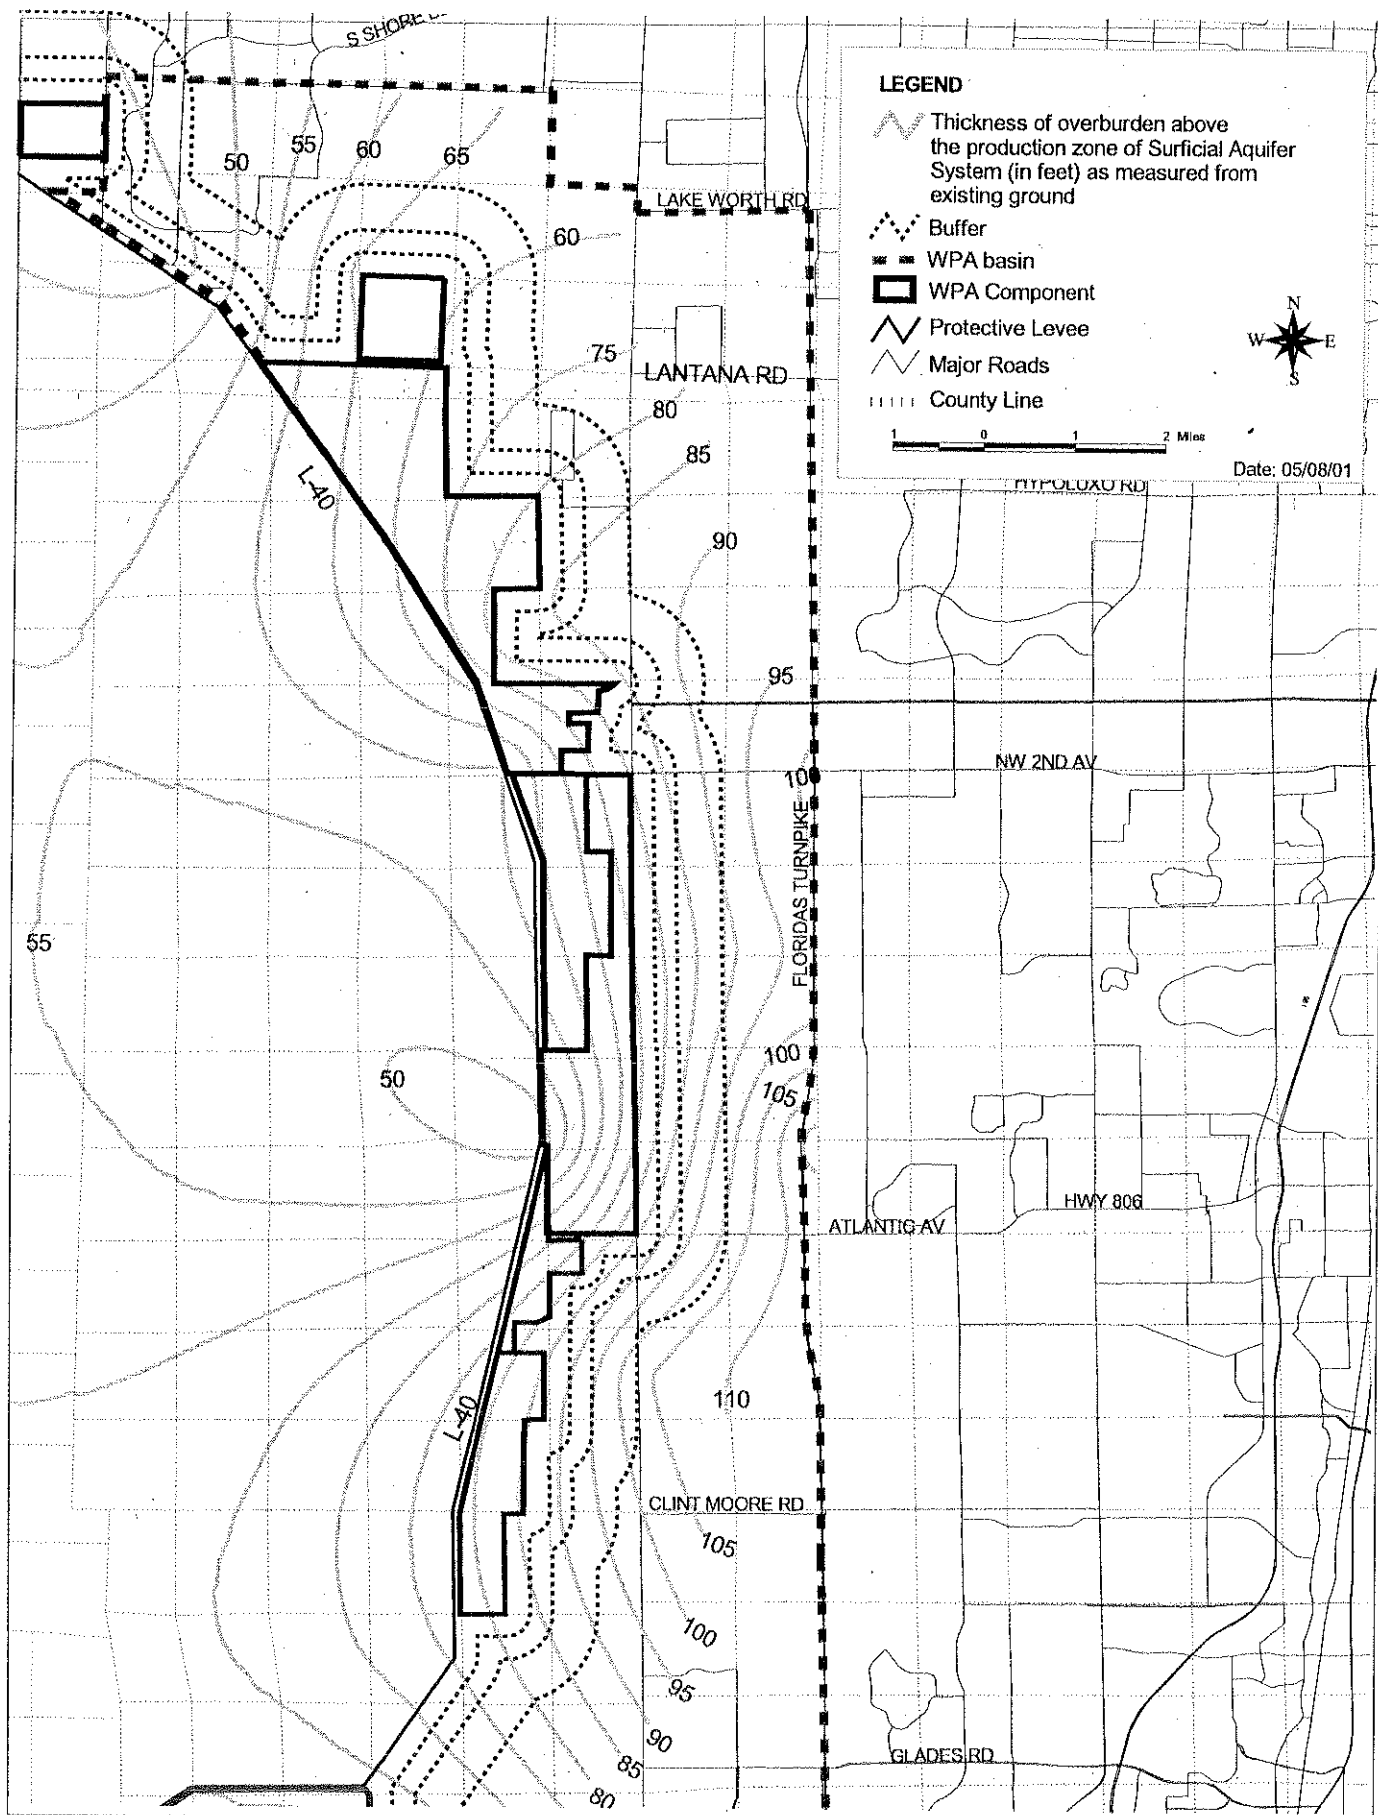 S SHORE
LEGEND
Thickness of overburden above
the production zone of Surficial Aquifer
System (in feet) as measured from
existing ground
Buffer
WPA basin
WPA Component
Protective Levee
Major Roads
County Line
N
W E
S
1 0 1 2 Miles
Date: 05/08/01
50
55
60
65
LAKE WORTH RD
60
75
LANTANA RD
80
85
L-40
HYPOLUXO RD
90
95
NW 2ND AV
100
FLORIDAS TURNPIKE
55
100
50
105
HWY 806
ATLANTIC AV
110
L-40
CLINT MOORE RD
105
100
95
90
GLADES RD
85
80